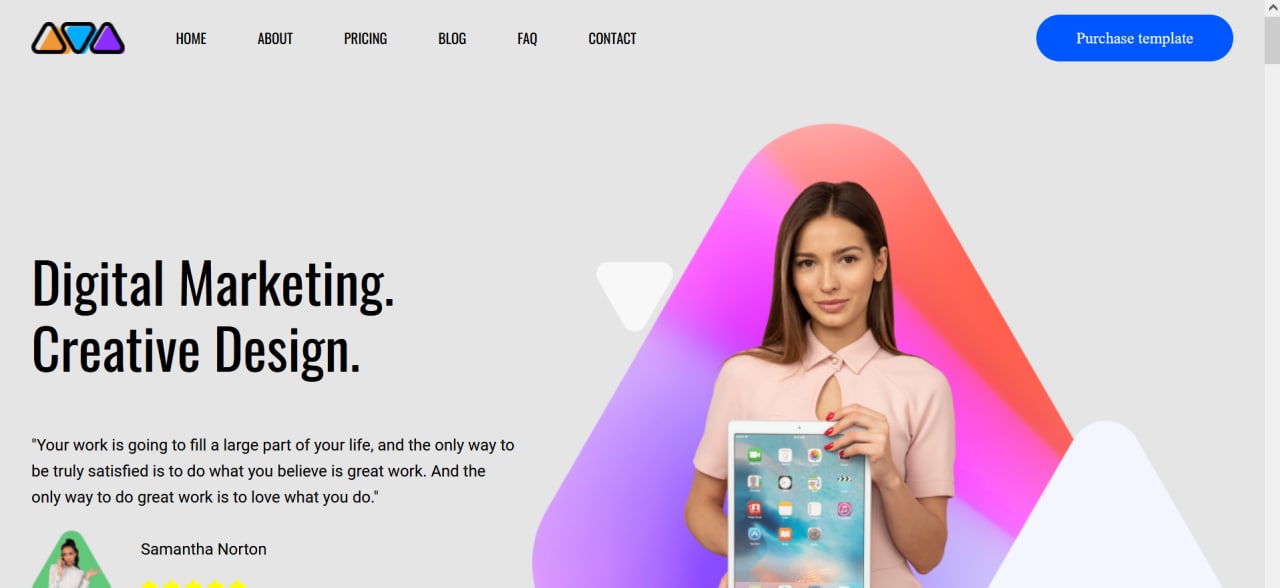 HOME ABOUT PRICING BLOG FAQ CONTACT Purchase template
Digital Marketing.
Creative Design.
"Your work is going to fill a large part of your life, and the only way to
be truly satisfied is to do what you believe is great work. And the
only way to do great work is to love what you do."
Samantha Norton